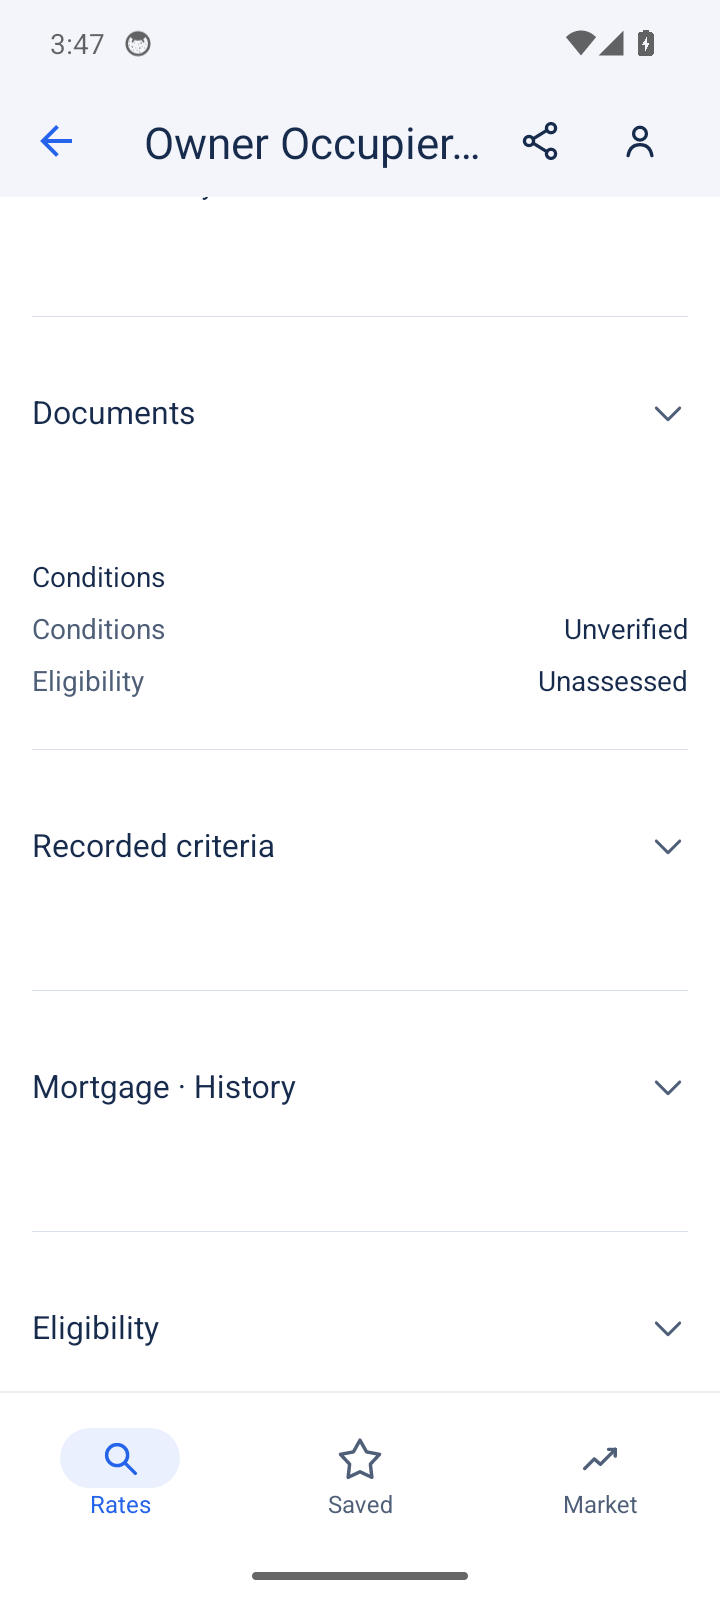 3:47
Owner Occupier...
Documents
Conditions
Conditions Unverified
Eligibility Unassessed
Recorded criteria
Mortgage · History
Eligibility
Rates Saved Market